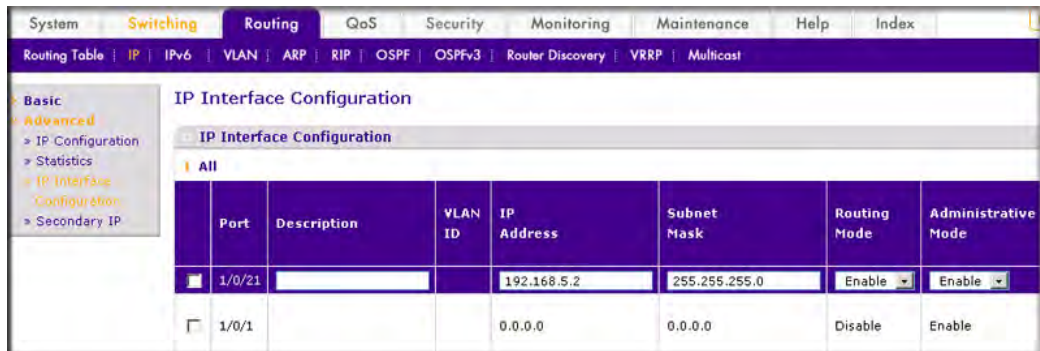 System Switching Routing QoS Security Monitoring Maintenance Help Index
Routing Table IP IPv6 VLAN ARP RIP OSPF OSPFv3 Router Discovery VRRP Multicast
Basic
Advanced
» IP Configuration
» Statistics
» IP Interface
Configuration
» Secondary IP
IP Interface Configuration
IP Interface Configuration
All
Port Description VLAN ID IP Address Subnet Mask Routing Mode Administrative Mode
1/0/21 192.168.5.2 255.255.255.0 Enable Enable
1/0/1 0.0.0.0 0.0.0.0 Disable Enable